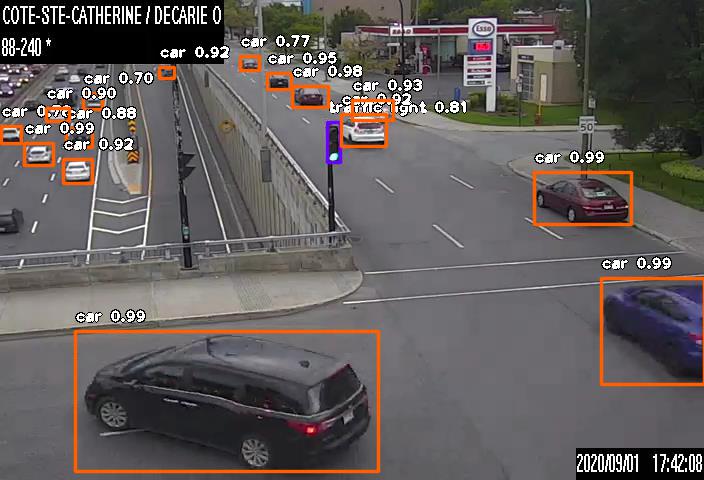 COTE-STE-CATHERINE / DECARIE O
88-240 *
car 0.92
car 0.77
car 0.95
car 0.98
car 0.70
car 0.90
car 0.93
traffic light 0.81
car 0.88
car 0.99
car 0.92
Esso
50
car 0.99
car 0.99
car 0.99
2020/09/01 17:42:08